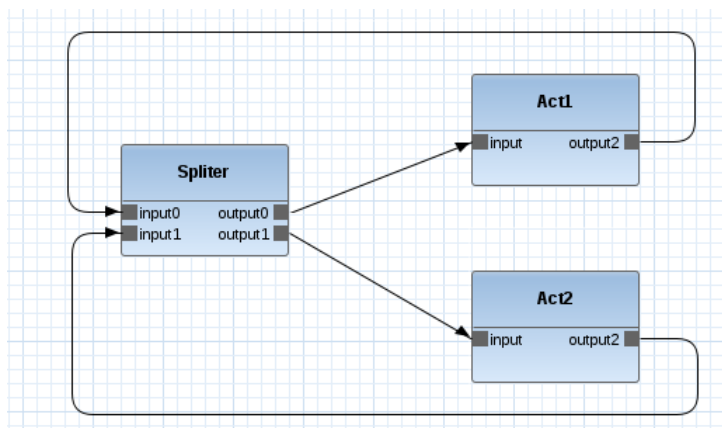 Act1
input output2
Spliter
input0 output0
input1 output1
Act2
input output2